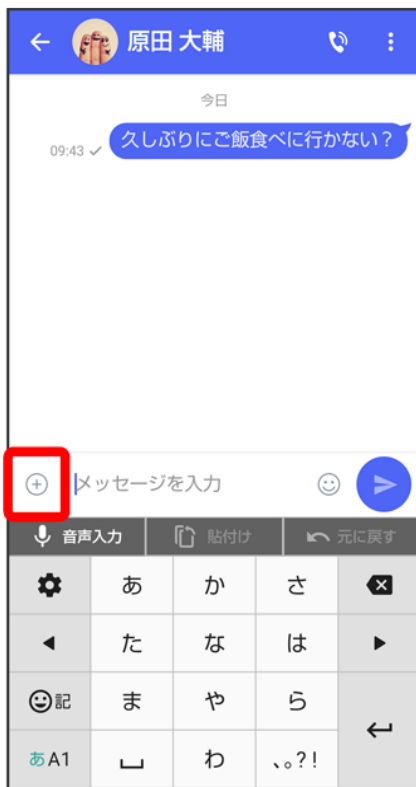 原田 大輔
今日
久しぶりにご飯食べに行かない？
09:43
メッセージを入力
音声入力 貼付け 元に戻す
あ か さ
た な は
記 ま や ら
あA1 わ 、。?!